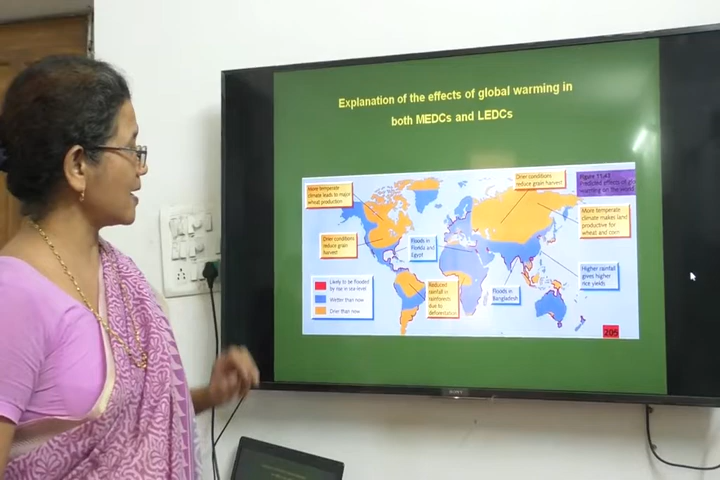 Explanation of the effects of global warming in
both MEDCs and LEDCs
More temperate
climate leads to major
wheat production
Drier conditions
reduce grain harvest
Figure 11.43
Predicted effects of g
warming on the world
More temperate
climate makes land
productive for
wheat and corn
Drier conditions
reduce grain
harvest
Floods in
Florida and
Egypt
Higher rainfall
gives higher
rice yields
Likely to be flooded
by rise in sea level
Wetter than now
Drier than now
Reduced
rainfall in
rainforests
due to
deforestation
Floods in
Bangladesh
205
SONY